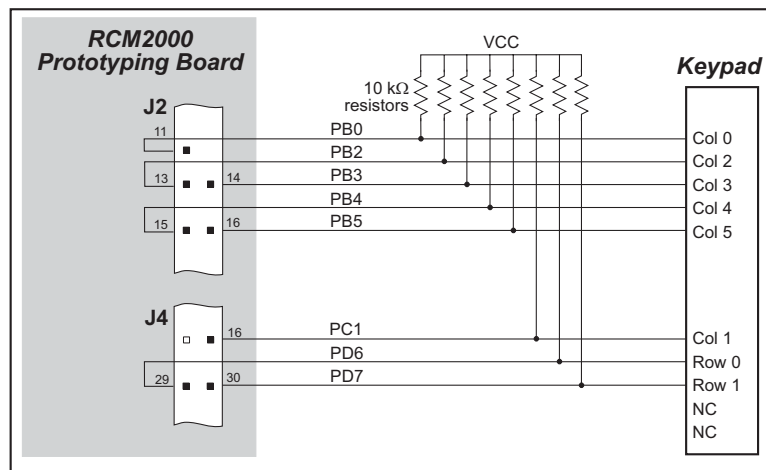 RCM2000
Prototyping Board
VCC
Keypad
10 kΩ
resistors
J2
11
PB0
Col 0
PB2
Col 2
13
14
PB3
Col 3
PB4
Col 4
15
16
PB5
Col 5
J4
16
PC1
Col 1
PD6
Row 0
29
30
PD7
Row 1
NC
NC